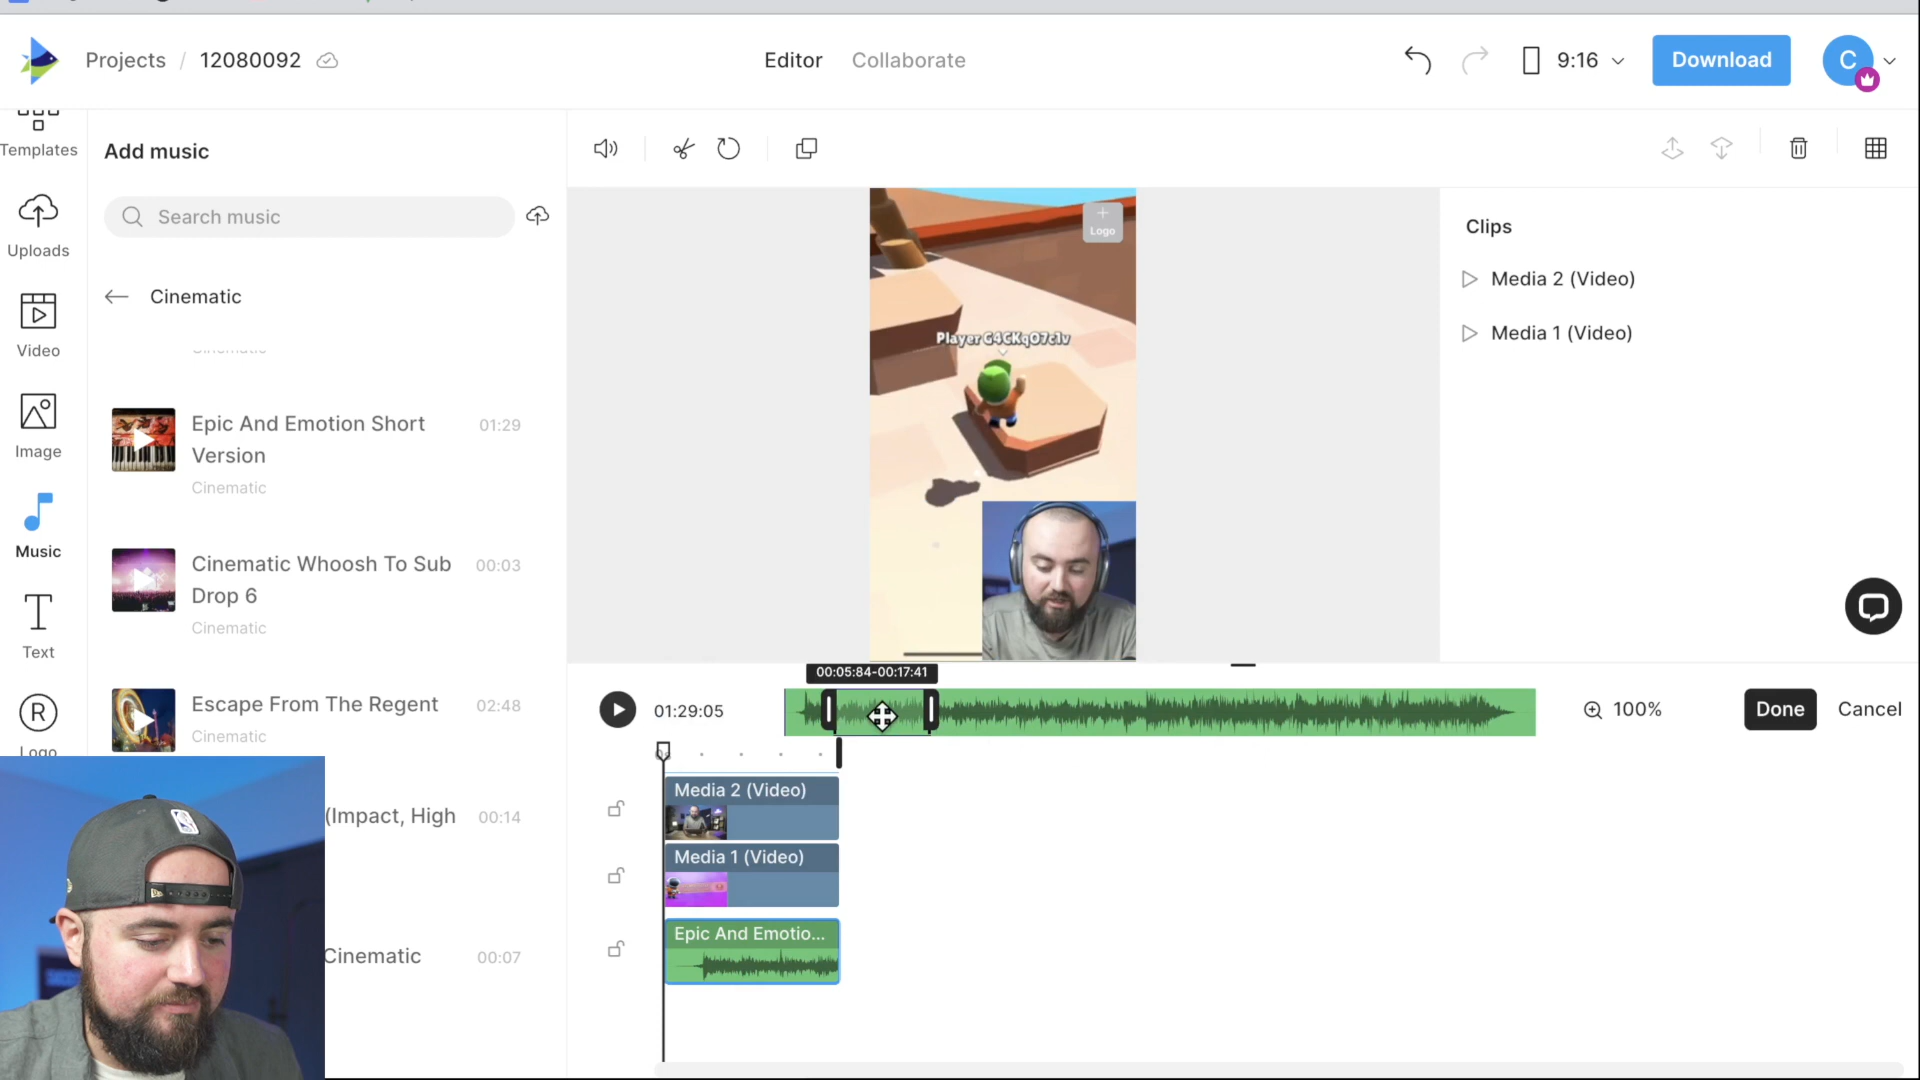 Projects / 12080092
Editor
Collaborate
9:16
Download
C
Templates
Uploads
Video
Image
Music
Text
R
Logo
Add music
Search music
Cinematic
Cinematic
Epic And Emotion Short
Version
01:29
Cinematic
Cinematic Whoosh To Sub
Drop 6
00:03
Cinematic
Escape From The Regent
02:48
Cinematic
(Impact, High
00:14
Cinematic
00:07
+
Logo
Player G4CKqO7c1v
Clips
Media 2 (Video)
Media 1 (Video)
00:05:84-00:17:41
01:29:05
100%
Done
Cancel
Media 2 (Video)
Media 1 (Video)
Epic And Emotio...